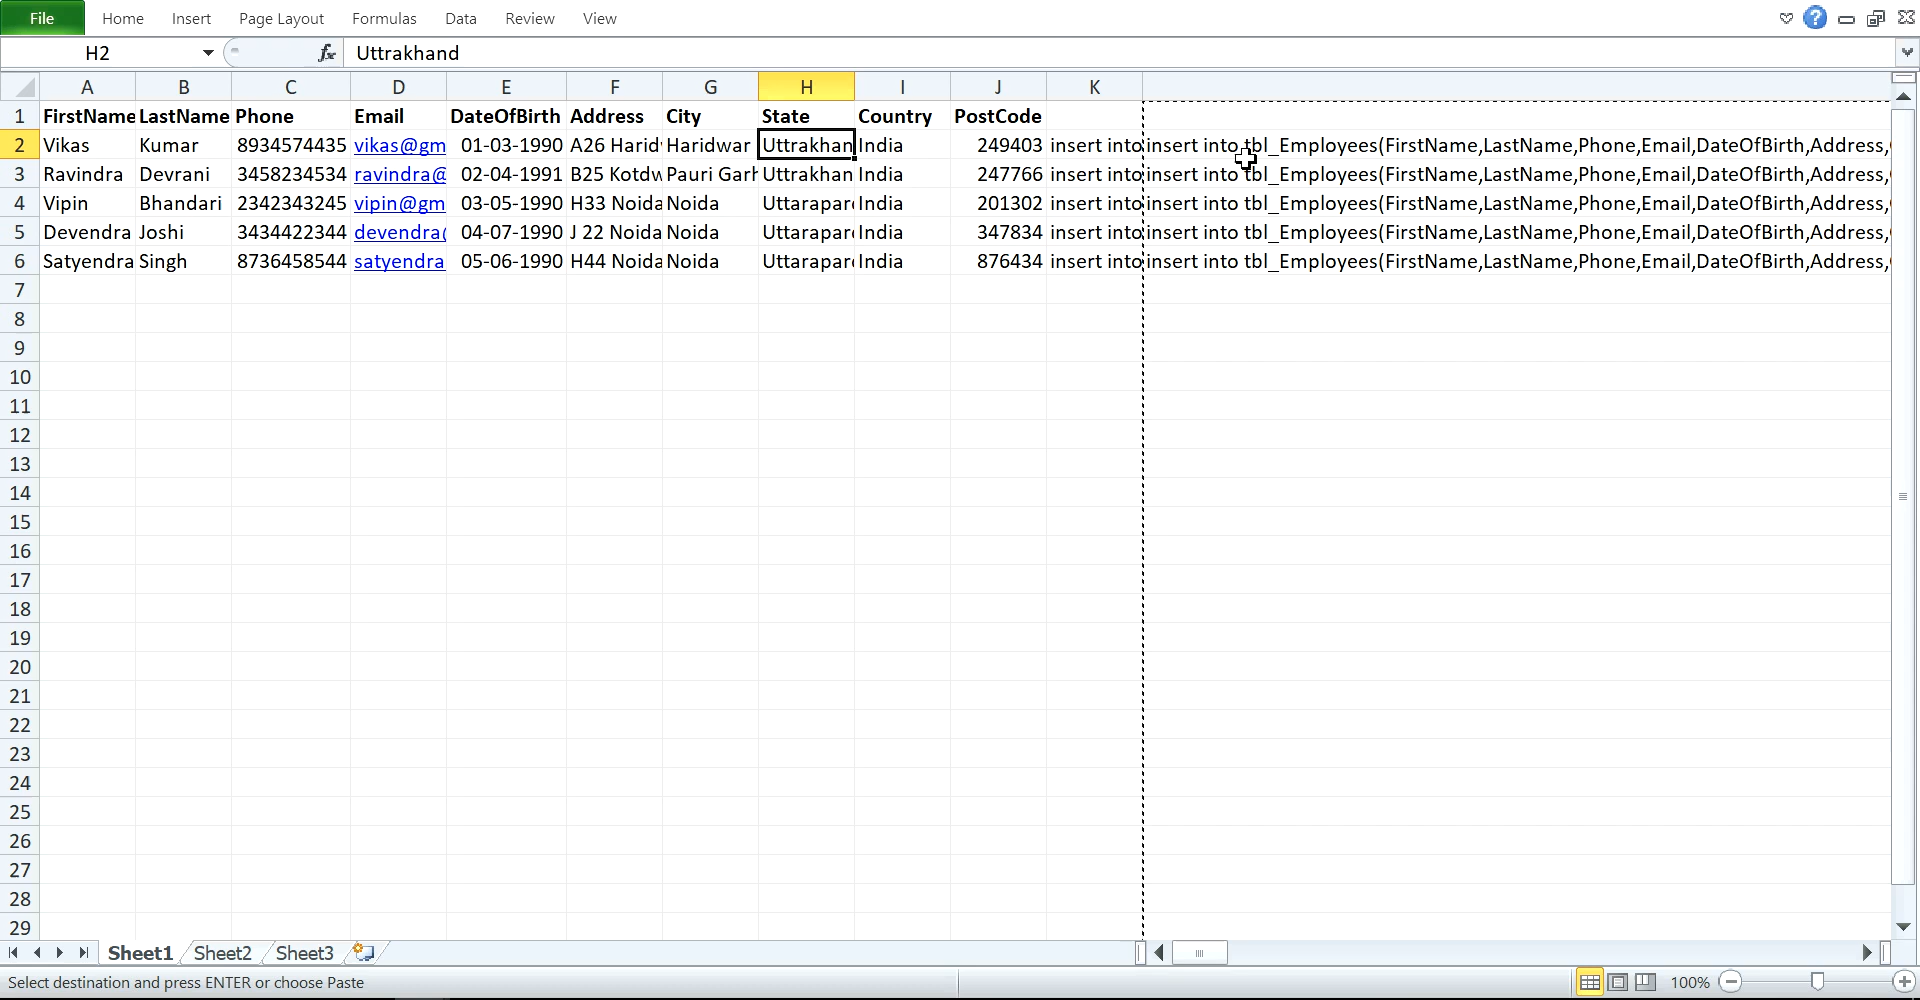 File Home Insert Page Layout Formulas Data Review View
H2 fx Uttrakhand
A B C D E F G H I J K
1 FirstName LastName Phone Email DateOfBirth Address City State Country PostCode
2 Vikas Kumar 8934574435 vikas@gm 01-03-1990 A26 Harid Haridwar Uttrakhan India 249403 insert into insert into tbl_Employees(FirstName,LastName,Phone,Email,DateOfBirth,Address,
3 Ravindra Devrani 3458234534 ravindra@ 02-04-1991 B25 Kotdw Pauri Garh Uttrakhan India 247766 insert into insert into tbl_Employees(FirstName,LastName,Phone,Email,DateOfBirth,Address,
4 Vipin Bhandari 2342343245 vipin@gm 03-05-1990 H33 Noida Noida Uttarapar India 201302 insert into insert into tbl_Employees(FirstName,LastName,Phone,Email,DateOfBirth,Address,
5 Devendra Joshi 3434422344 devendra 04-07-1990 J 22 Noida Noida Uttarapar India 347834 insert into insert into tbl_Employees(FirstName,LastName,Phone,Email,DateOfBirth,Address,
6 Satyendra Singh 8736458544 satyendra 05-06-1990 H44 Noida Noida Uttarapar India 876434 insert into insert into tbl_Employees(FirstName,LastName,Phone,Email,DateOfBirth,Address,
7
8
9
10
11
12
13
14
15
16
17
18
19
20
21
22
23
24
25
26
27
28
29
Sheet1 Sheet2 Sheet3
Select destination and press ENTER or choose Paste 100%